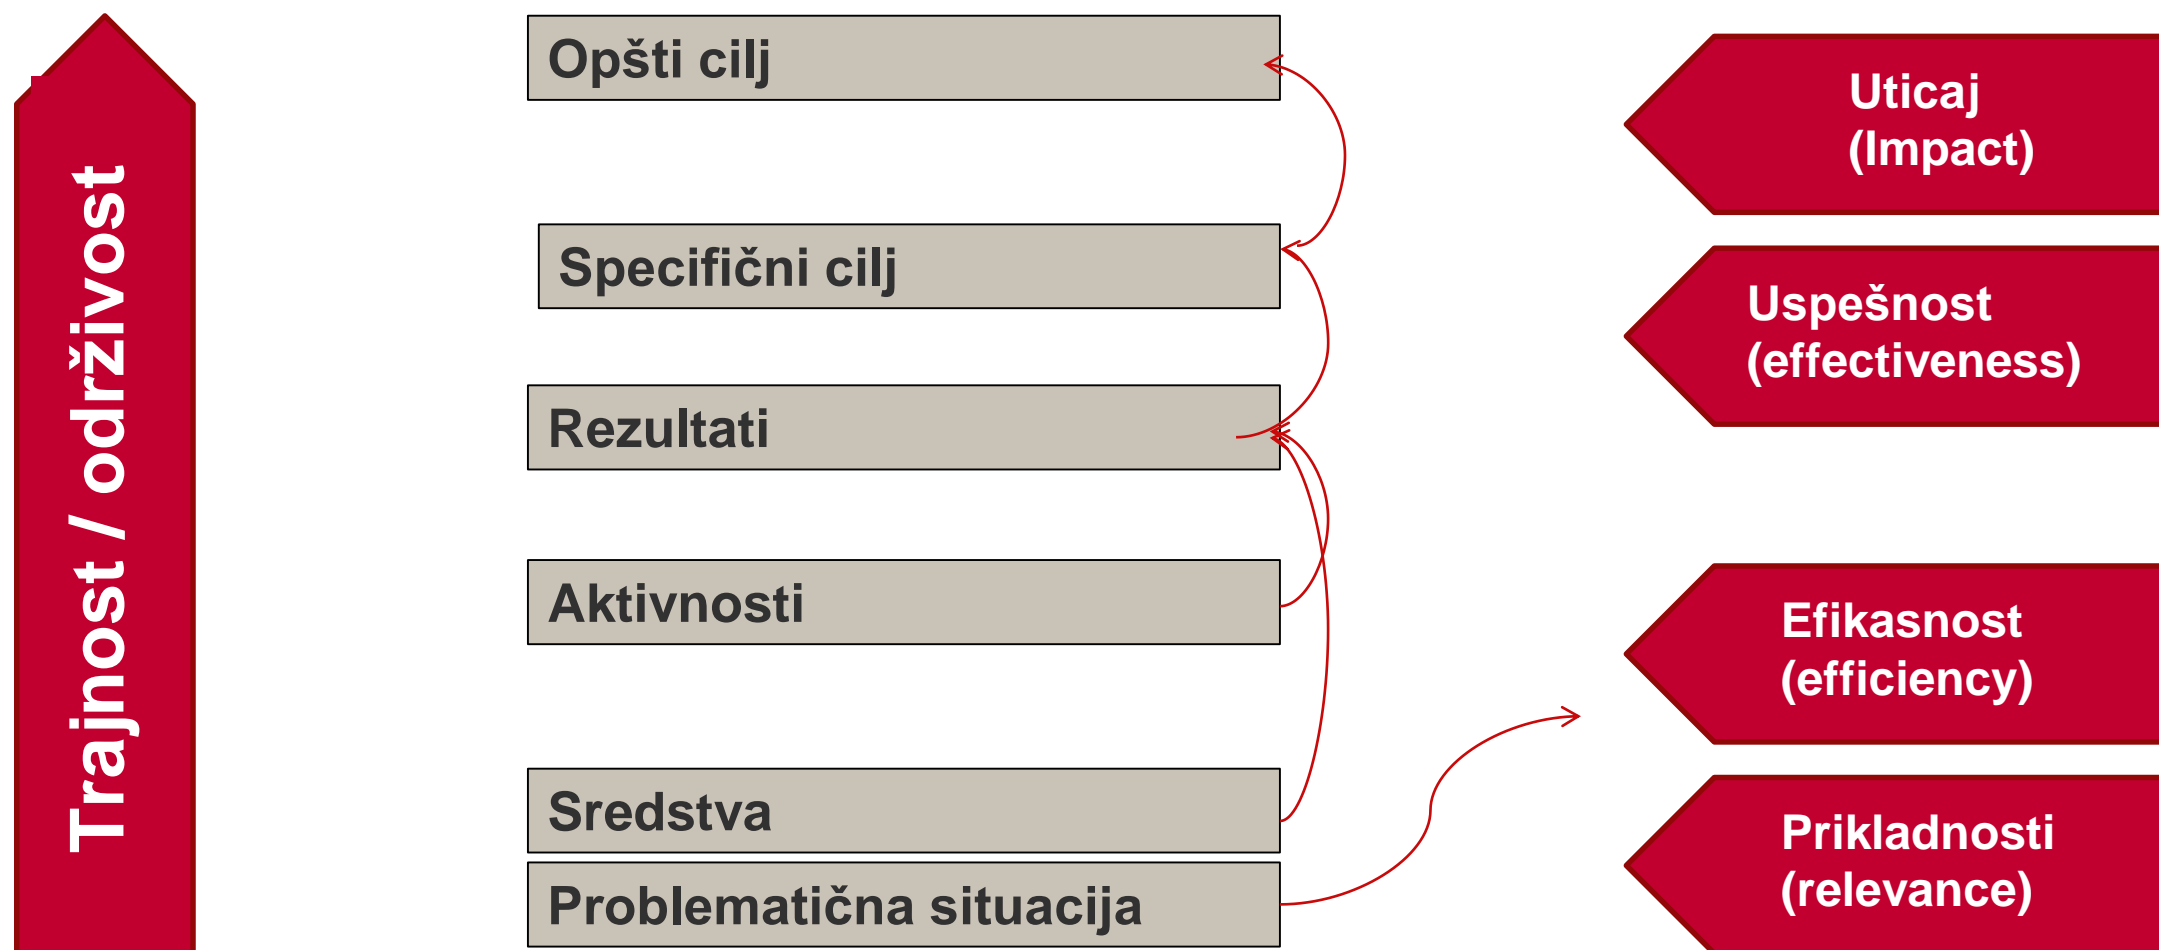 Trajnost / održivost
Opšti cilj
Specifični cilj
Rezultati
Aktivnosti
Sredstva
Problematična situacija
Uticaj
(Impact)
Uspešnost
(effectiveness)
Efikasnost
(efficiency)
Prikladnosti
(relevance)